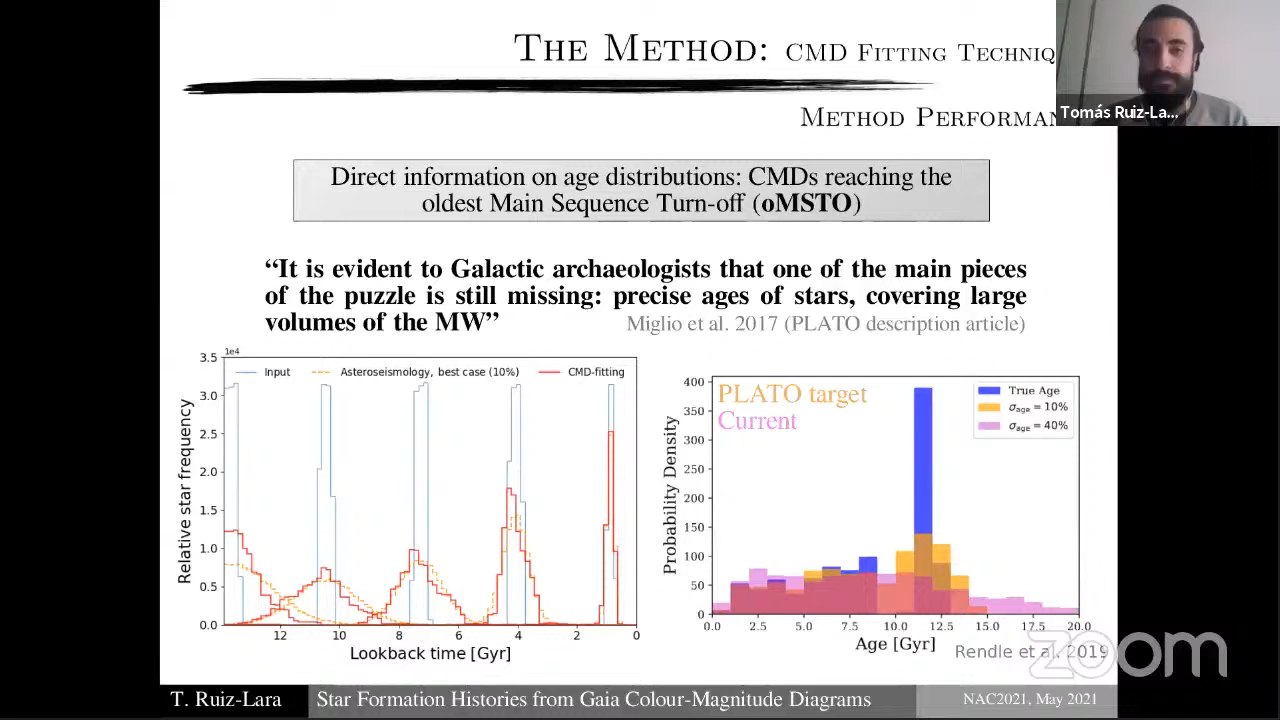 The Method: CMD Fitting Techniq
Method Performan
Tomás Ruiz-La...
Direct information on age distributions: CMDs reaching the
oldest Main Sequence Turn-off (oMSTO)
“It is evident to Galactic archaeologists that one of the main pieces
of the puzzle is still missing: precise ages of stars, covering large
volumes of the MW”
Miglio et al. 2017 (PLATO description article)
1e4
Input
Asteroseismology, best case (10%)
CMD-fitting
Relative star frequency
3.5
3.0
2.5
2.0
1.5
1.0
0.5
0.0
12 10 8 6 4 2 0
Lookback time [Gyr]
PLATO target
Current
True Age
σage = 10%
σage = 40%
Probability Density
400
350
300
250
200
150
100
50
0
0.0 2.5 5.0 7.5 10.0 12.5 15.0 17.5 20.0
Age [Gyr]
Rendle et al. 2019
zoom
T. Ruiz-Lara
Star Formation Histories from Gaia Colour-Magnitude Diagrams
NAC2021, May 2021